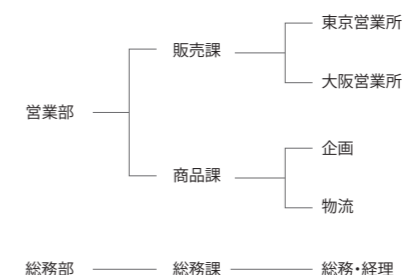 東京営業所
販売課
大阪営業所
営業部
企画
商品課
物流
総務部 総務課 総務・経理